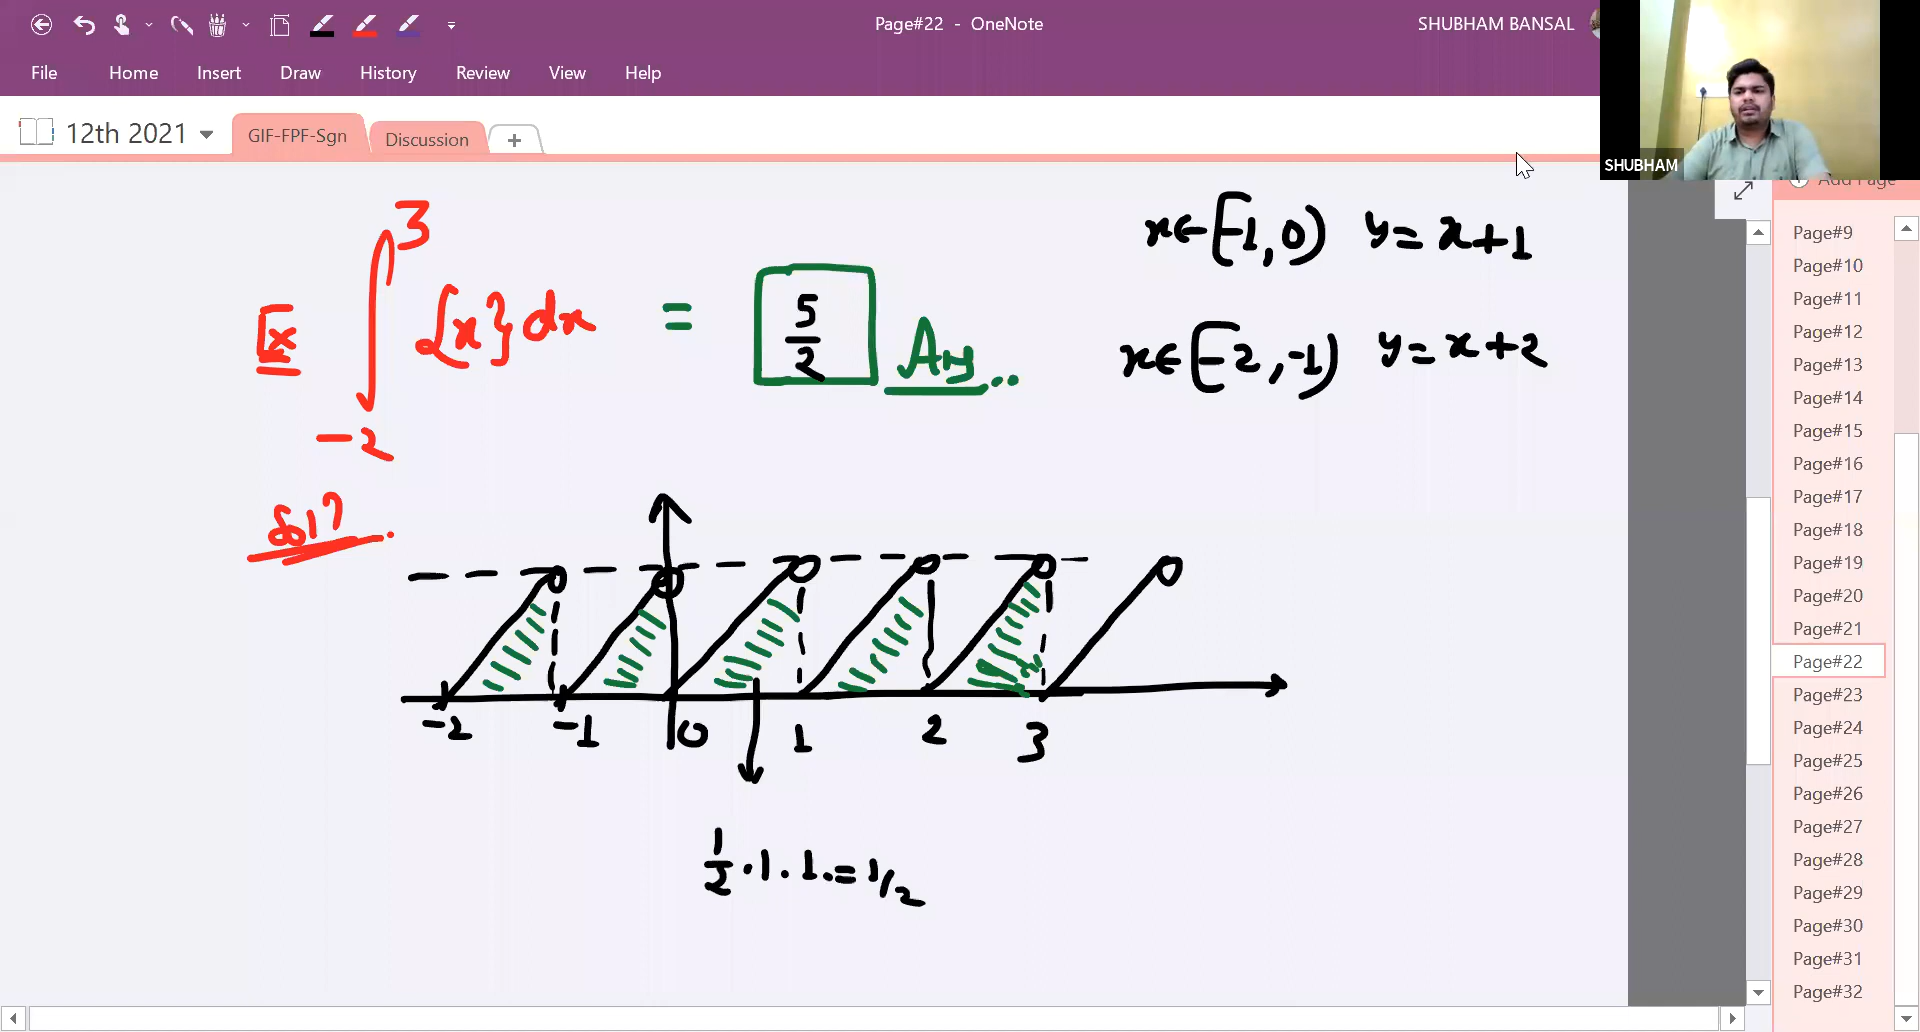 Page#22 - OneNote
SHUBHAM BANSAL
File Home Insert Draw History Review View Help
SHUBHAM
12th 2021
GIF-FPF-Sgn
Discussion
+
Add Page
Ex ∫_{-2}^{3} {x} dx = 5/2 Ans..
x∈[-1,0) y=x+1
x∈[-2,-1) y=x+2
Sol?
-2 -1 0 1 2 3
1/2 · 1 · 1 . = 1/2
Page#9
Page#10
Page#11
Page#12
Page#13
Page#14
Page#15
Page#16
Page#17
Page#18
Page#19
Page#20
Page#21
Page#22
Page#23
Page#24
Page#25
Page#26
Page#27
Page#28
Page#29
Page#30
Page#31
Page#32